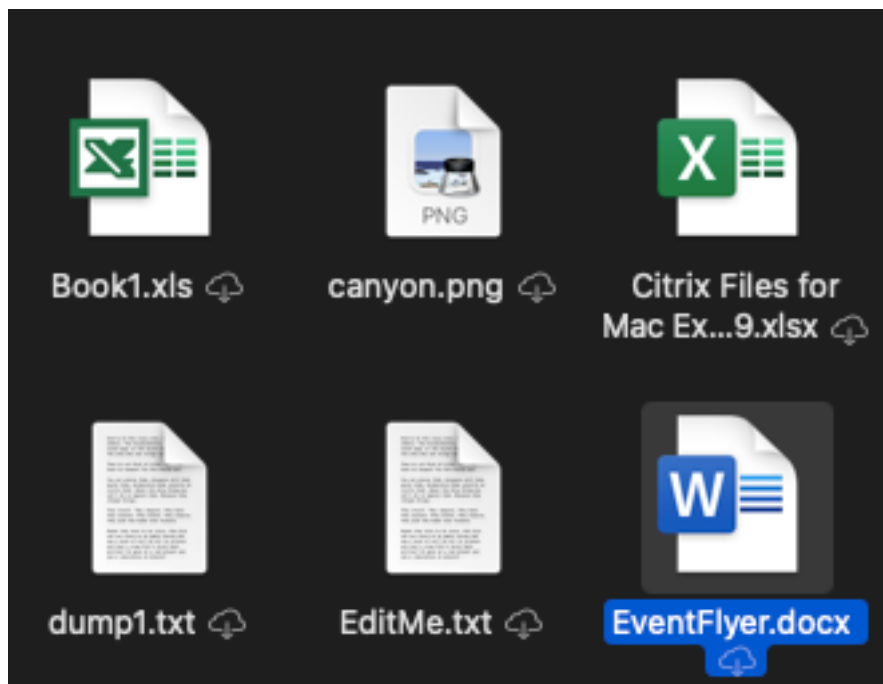 Book1.xls
PNG
canyon.png
X
Citrix Files for
Mac Ex...9.xlsx
dump1.txt
EditMe.txt
W
EventFlyer.docx